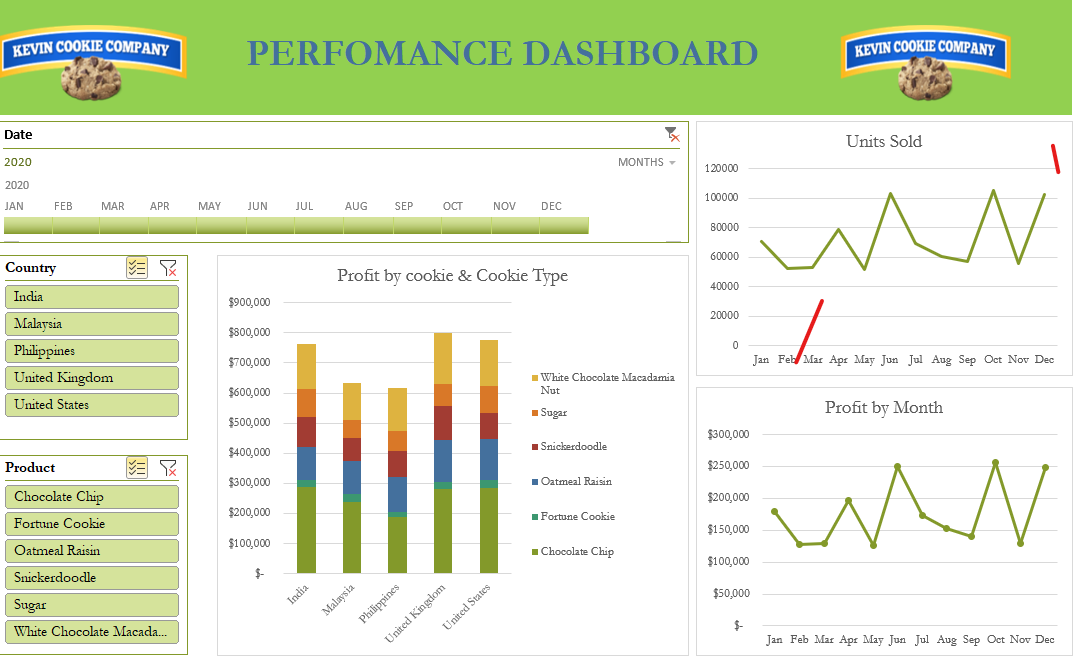 KEVIN COOKIE COMPANY
PERFOMANCE DASHBOARD
KEVIN COOKIE COMPANY
Date
2020
MONTHS
2020
JAN FEB MAR APR MAY JUN JUL AUG SEP OCT NOV DEC
Country
India
Malaysia
Philippines
United Kingdom
United States
Product
Chocolate Chip
Fortune Cookie
Oatmeal Raisin
Snickerdoodle
Sugar
White Chocolate Macada...
Profit by cookie & Cookie Type
$900,000
$800,000
$700,000
$600,000
$500,000
$400,000
$300,000
$200,000
$100,000
$-
India
Malaysia
Philippines
United Kingdom
United States
White Chocolate Macadamia
Nut
Sugar
Snickerdoodle
Oatmeal Raisin
Fortune Cookie
Chocolate Chip
Units Sold
120000
100000
80000
60000
40000
20000
0
Jan Feb Mar Apr May Jun Jul Aug Sep Oct Nov Dec
Profit by Month
$300,000
$250,000
$200,000
$150,000
$100,000
$50,000
$-
Jan Feb Mar Apr May Jun Jul Aug Sep Oct Nov Dec